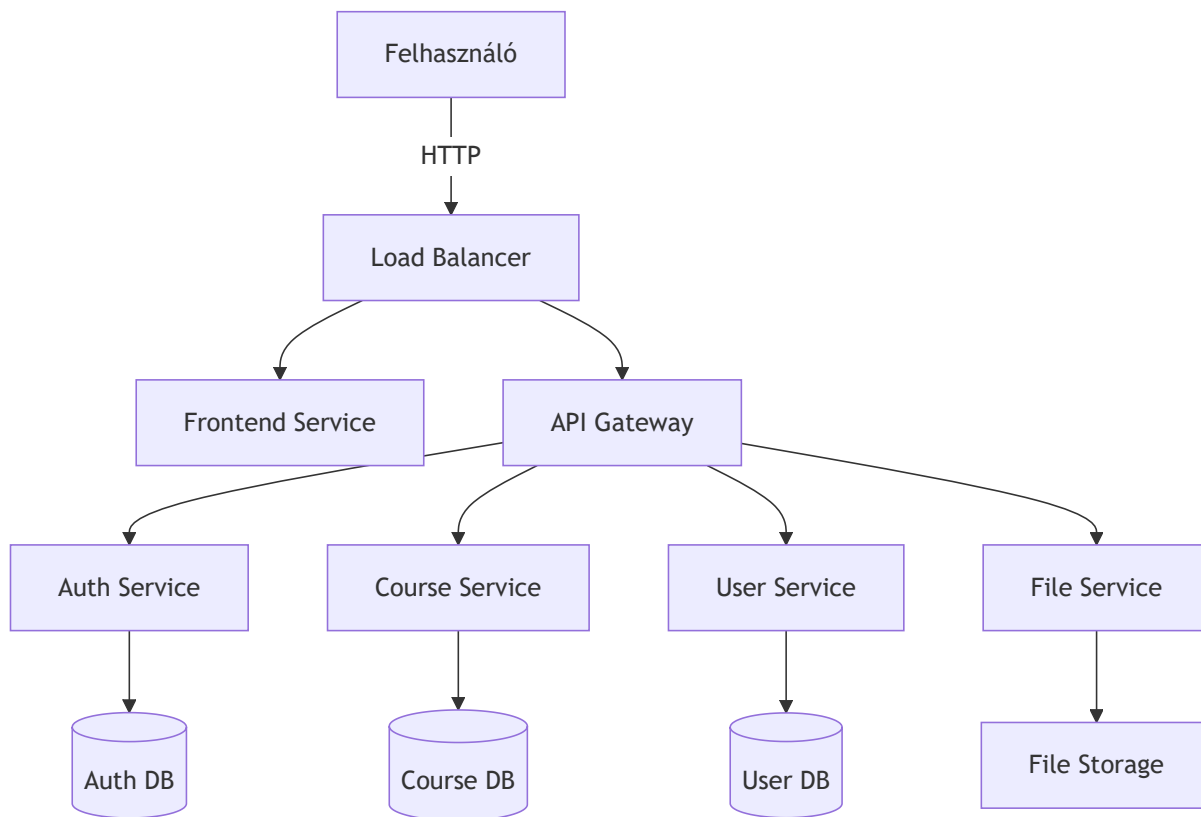 Felhasználó
HTTP
Load Balancer
Frontend Service
API Gateway
Auth Service
Course Service
User Service
File Service
Auth DB
Course DB
User DB
File Storage